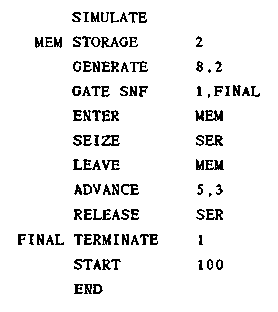 SIMULATE
MEM STORAGE 2
GENERATE 8,2
GATE SNF 1,FINAL
ENTER MEM
SEIZE SER
LEAVE MEM
ADVANCE 5,3
RELEASE SER
FINAL TERMINATE 1
START 100
END